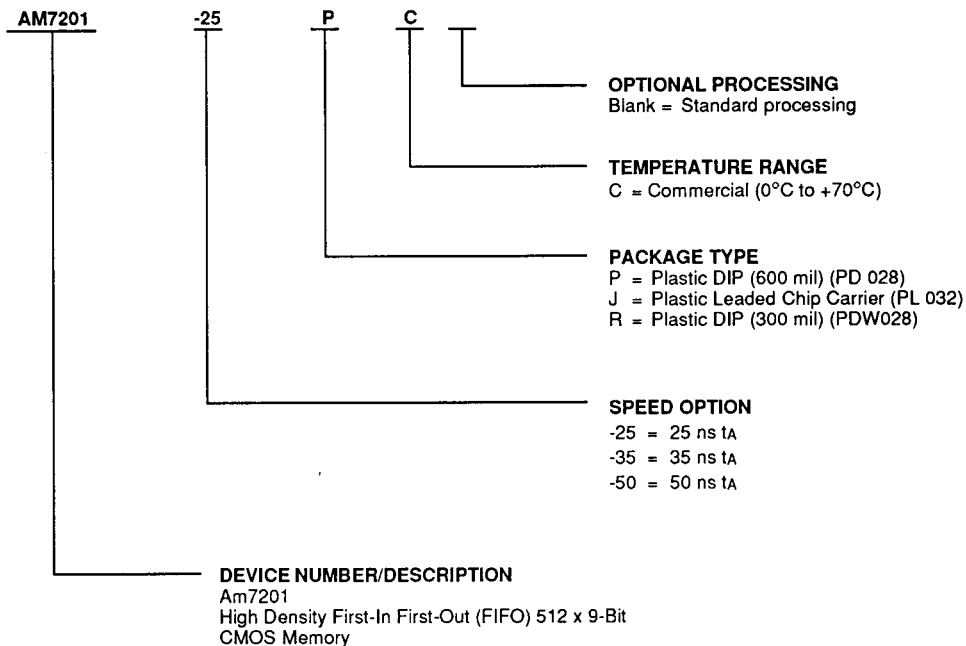 AM7201 -25 P C
OPTIONAL PROCESSING
Blank = Standard processing
TEMPERATURE RANGE
C = Commercial (0°C to +70°C)
PACKAGE TYPE
P = Plastic DIP (600 mil) (PD 028)
J = Plastic Leaded Chip Carrier (PL 032)
R = Plastic DIP (300 mil) (PDW028)
SPEED OPTION
-25 = 25 ns tA
-35 = 35 ns tA
-50 = 50 ns tA
DEVICE NUMBER/DESCRIPTION
Am7201
High Density First-In First-Out (FIFO) 512 x 9-Bit
CMOS Memory